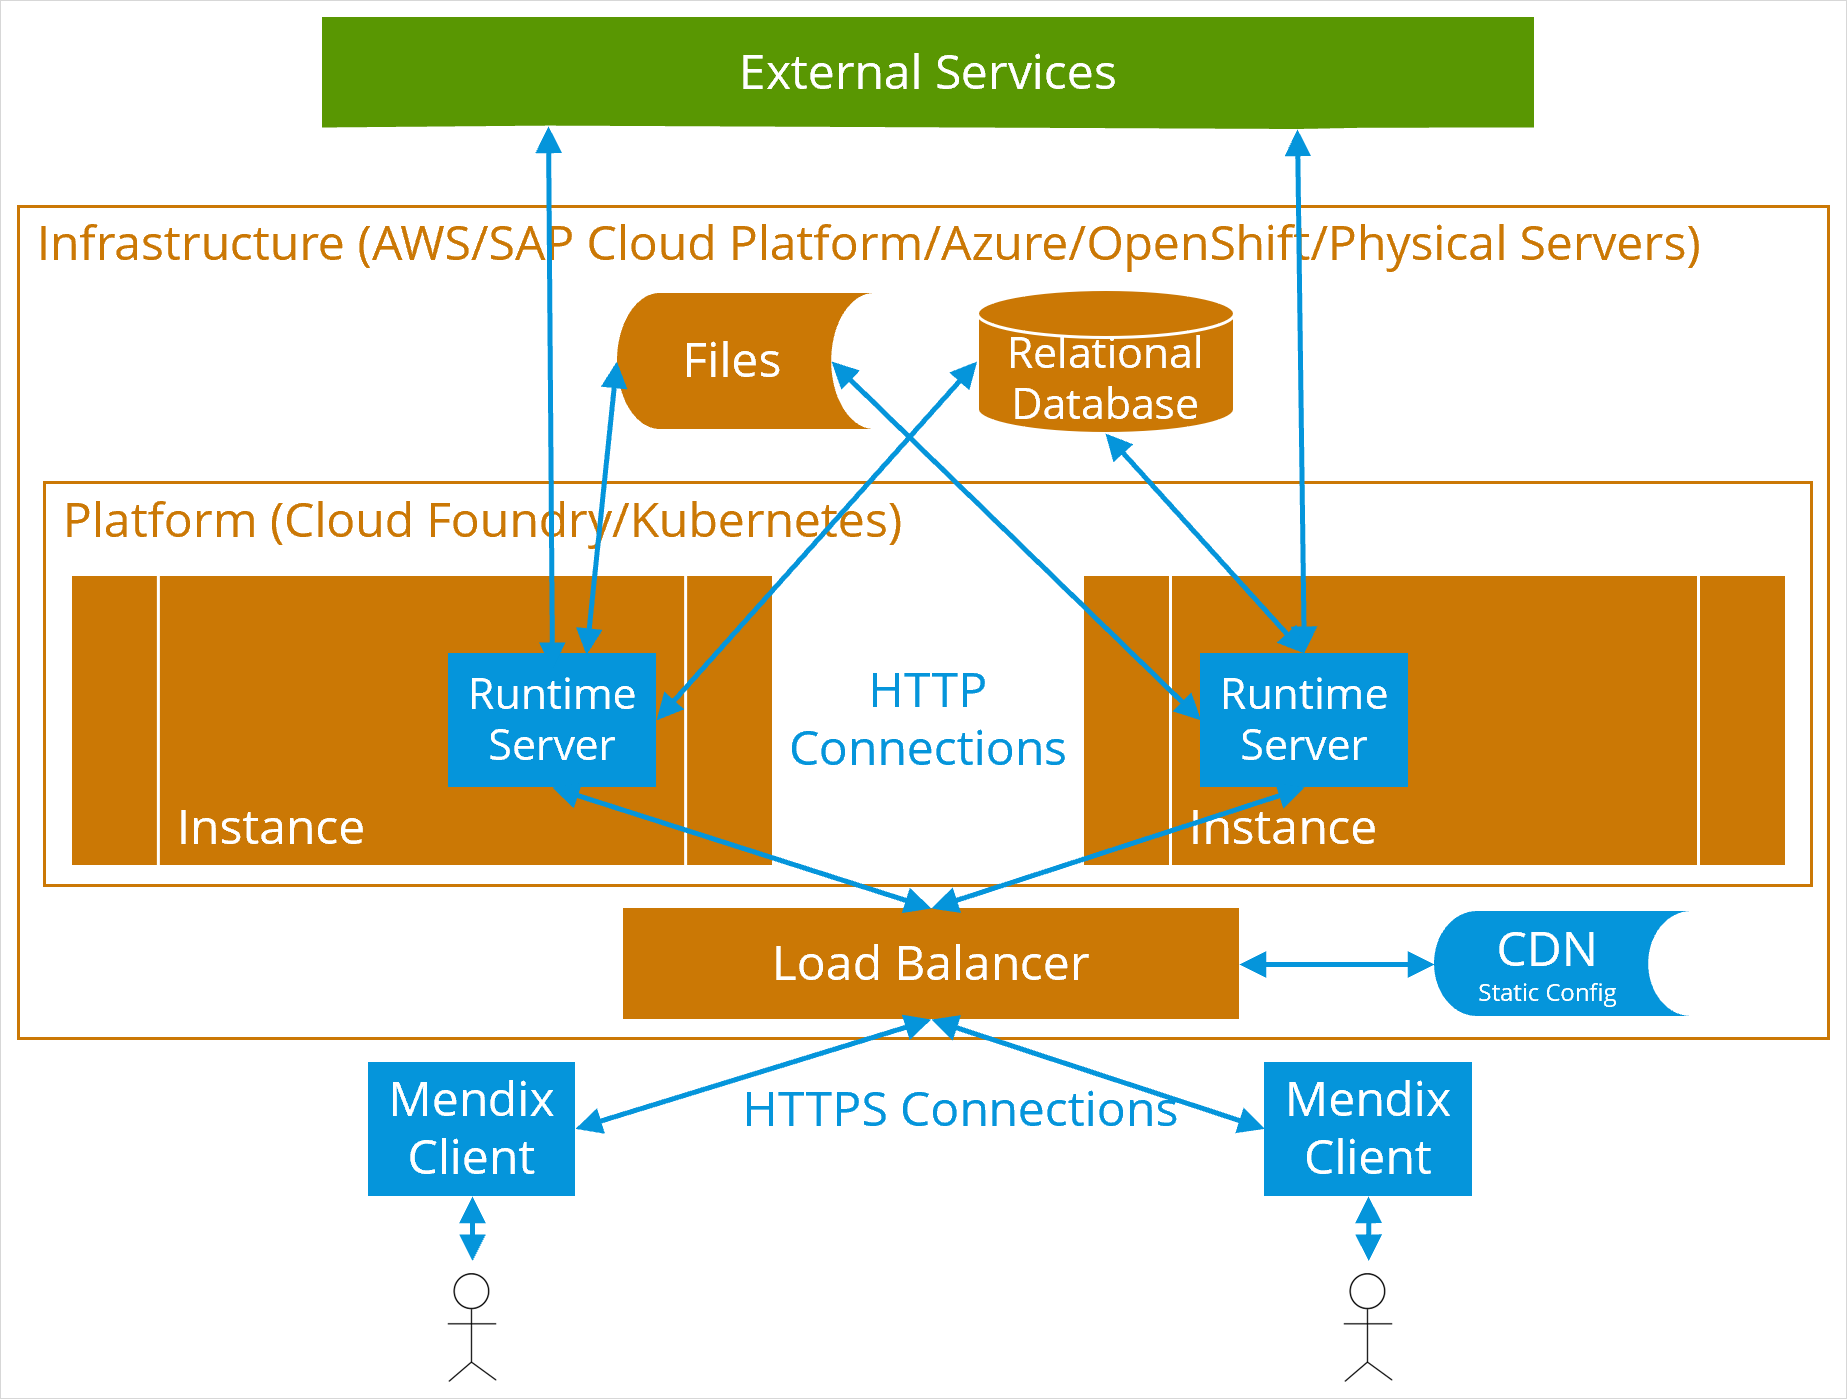 External Services
Infrastructure (AWS/SAP Cloud Platform/Azure/OpenShift/Physical Servers)
Files
Relational
Database
Platform (Cloud Foundry/Kubernetes)
Runtime
Server
Instance
HTTP
Connections
Runtime
Server
Instance
Load Balancer
CDN
Static Config
Mendix
Client
HTTPS Connections
Mendix
Client